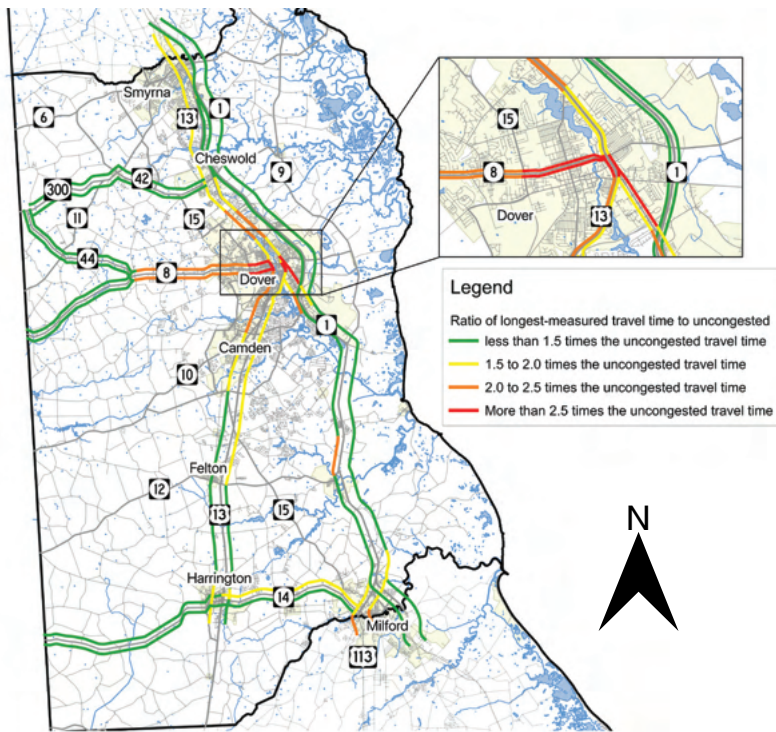 Smyrna
6
13
1
Cheswold
9
300
42
11
15
44
8
Dover
1
Camden
10
Felton
12
13
15
Harrington
14
Milford
113
15
8
1
13
Dover
Legend
Ratio of longest-measured travel time to uncongested
less than 1.5 times the uncongested travel time
1.5 to 2.0 times the uncongested travel time
2.0 to 2.5 times the uncongested travel time
More than 2.5 times the uncongested travel time
N